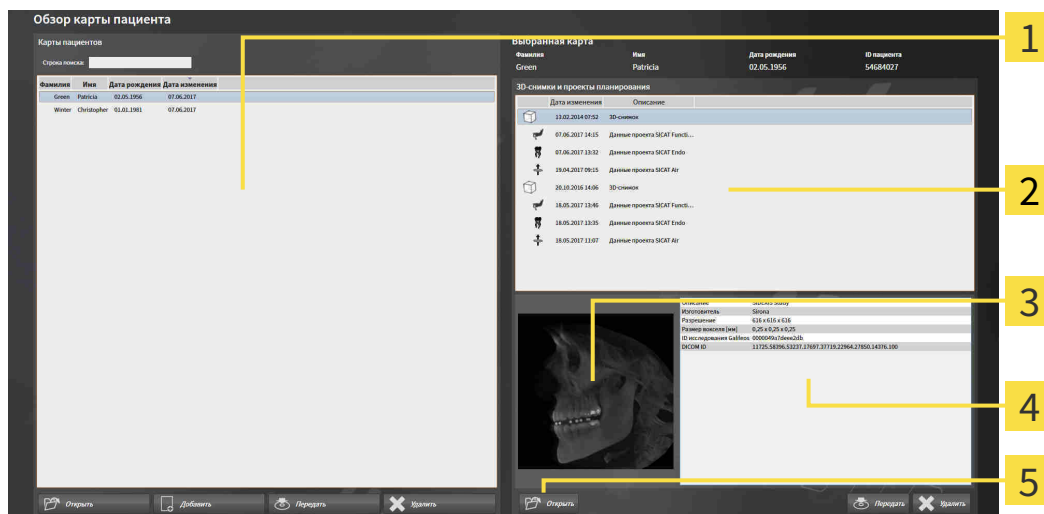 Обзор карты пациента
Карты пациентов
Строка поиска:
Фамилия Имя Дата рождения Дата изменения
Green Patricia 02.05.1956 07.06.2017
Winter Christopher 01.01.1981 07.06.2017
Открыть Добавить Передать Удалить
Выбранная карта
Фамилия Имя Дата рождения ID пациента
Green Patricia 02.05.1956 54684027
3D-снимки и проекты планирования
Дата изменения Описание
13.02.2014 07:52 3D-снимок
07.06.2017 14:15 Данные проекта SICAT Functi...
07.06.2017 13:32 Данные проекта SICAT Endo
19.04.2017 09:15 Данные проекта SICAT Air
20.10.2016 14:06 3D-снимок
18.05.2017 13:46 Данные проекта SICAT Functi...
18.05.2017 13:35 Данные проекта SICAT Endo
18.05.2017 11:07 Данные проекта SICAT Air
Описание SIDEXIS Study
Изготовитель Sirona
Разрешение 616 x 616 x 616
Размер вокселя [мм] 0,25 x 0,25 x 0,25
ID исследования Galileos 0000049a7deee2db
DICOM ID 11725.58396.53237.17697.37719.22964.27850.14376.100
Открыть Передать Удалить
1
2
3
4
5